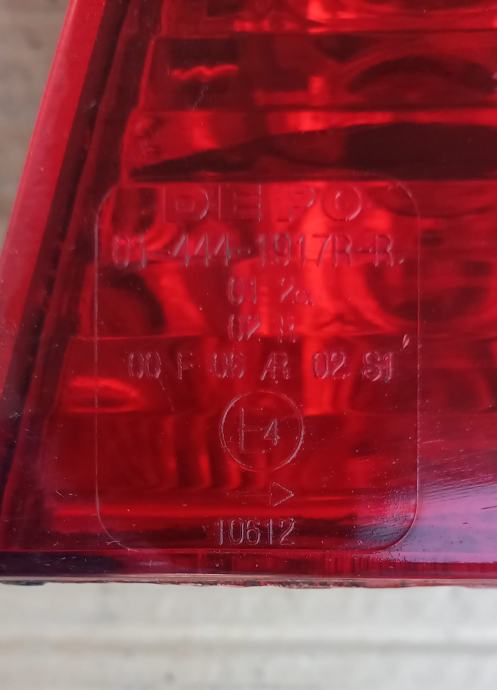 DEPO
01-444-1917R-R.
01 2a
02 R
00 F 06 AR 02 S1
E4
→
10612